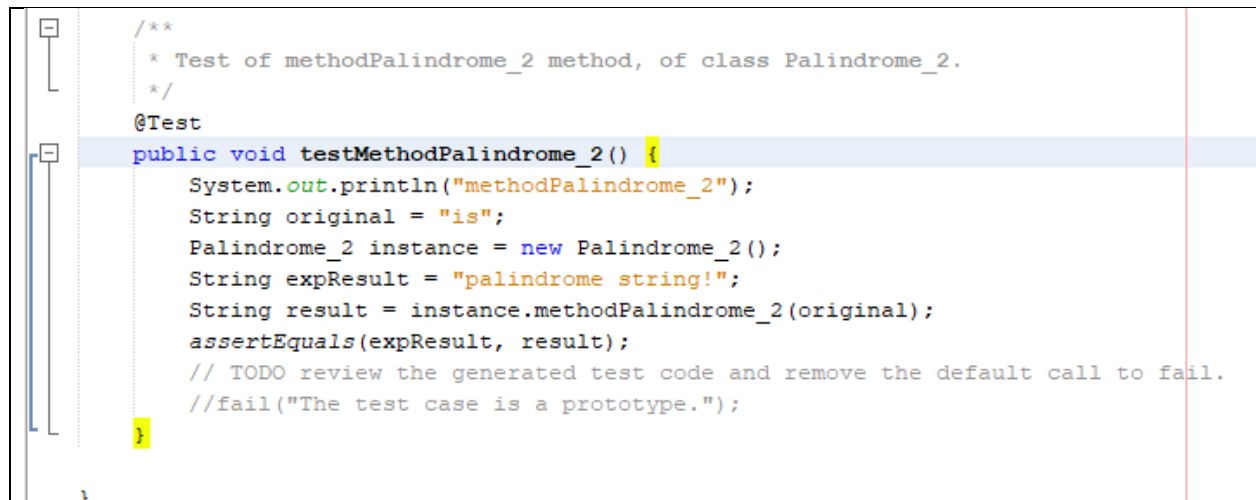 /**
* Test of methodPalindrome_2 method, of class Palindrome_2.
*/
@Test
public void testMethodPalindrome_2() {
System.out.println("methodPalindrome_2");
String original = "is";
Palindrome_2 instance = new Palindrome_2();
String expResult = "palindrome string!";
String result = instance.methodPalindrome_2(original);
assertEquals(expResult, result);
// TODO review the generated test code and remove the default call to fail.
//fail("The test case is a prototype.");
}
}